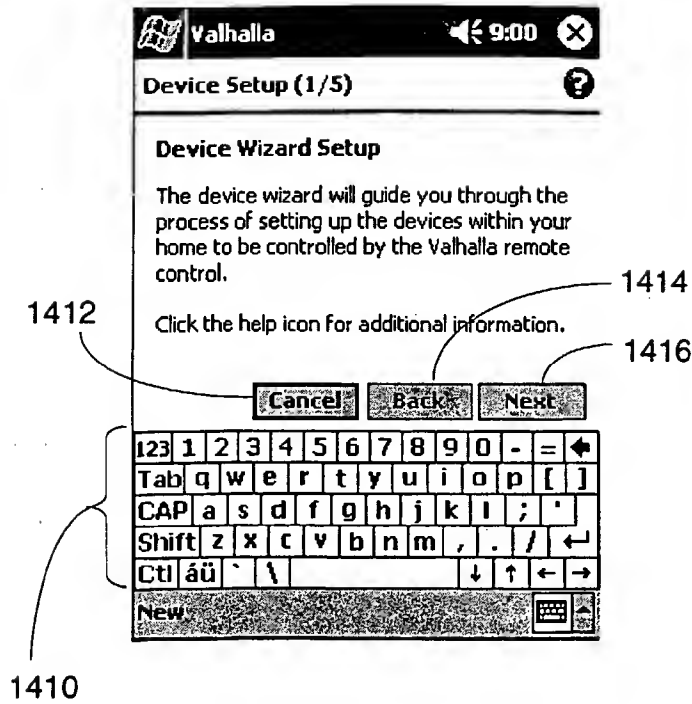 Valhalla 9:00
Device Setup (1/5)
Device Wizard Setup
The device wizard will guide you through the
process of setting up the devices within your
home to be controlled by the Valhalla remote
control.
1414
1412
Click the help icon for additional information.
1416
Cancel Back Next
123 1 2 3 4 5 6 7 8 9 0 - = ←
Tab q w e r t y u i o p [ ]
CAP a s d f g h j k l ; '
Shift z x c v b n m , . / ↵
Ctl áü ` \ ↓ ↑ ← →
New
1410